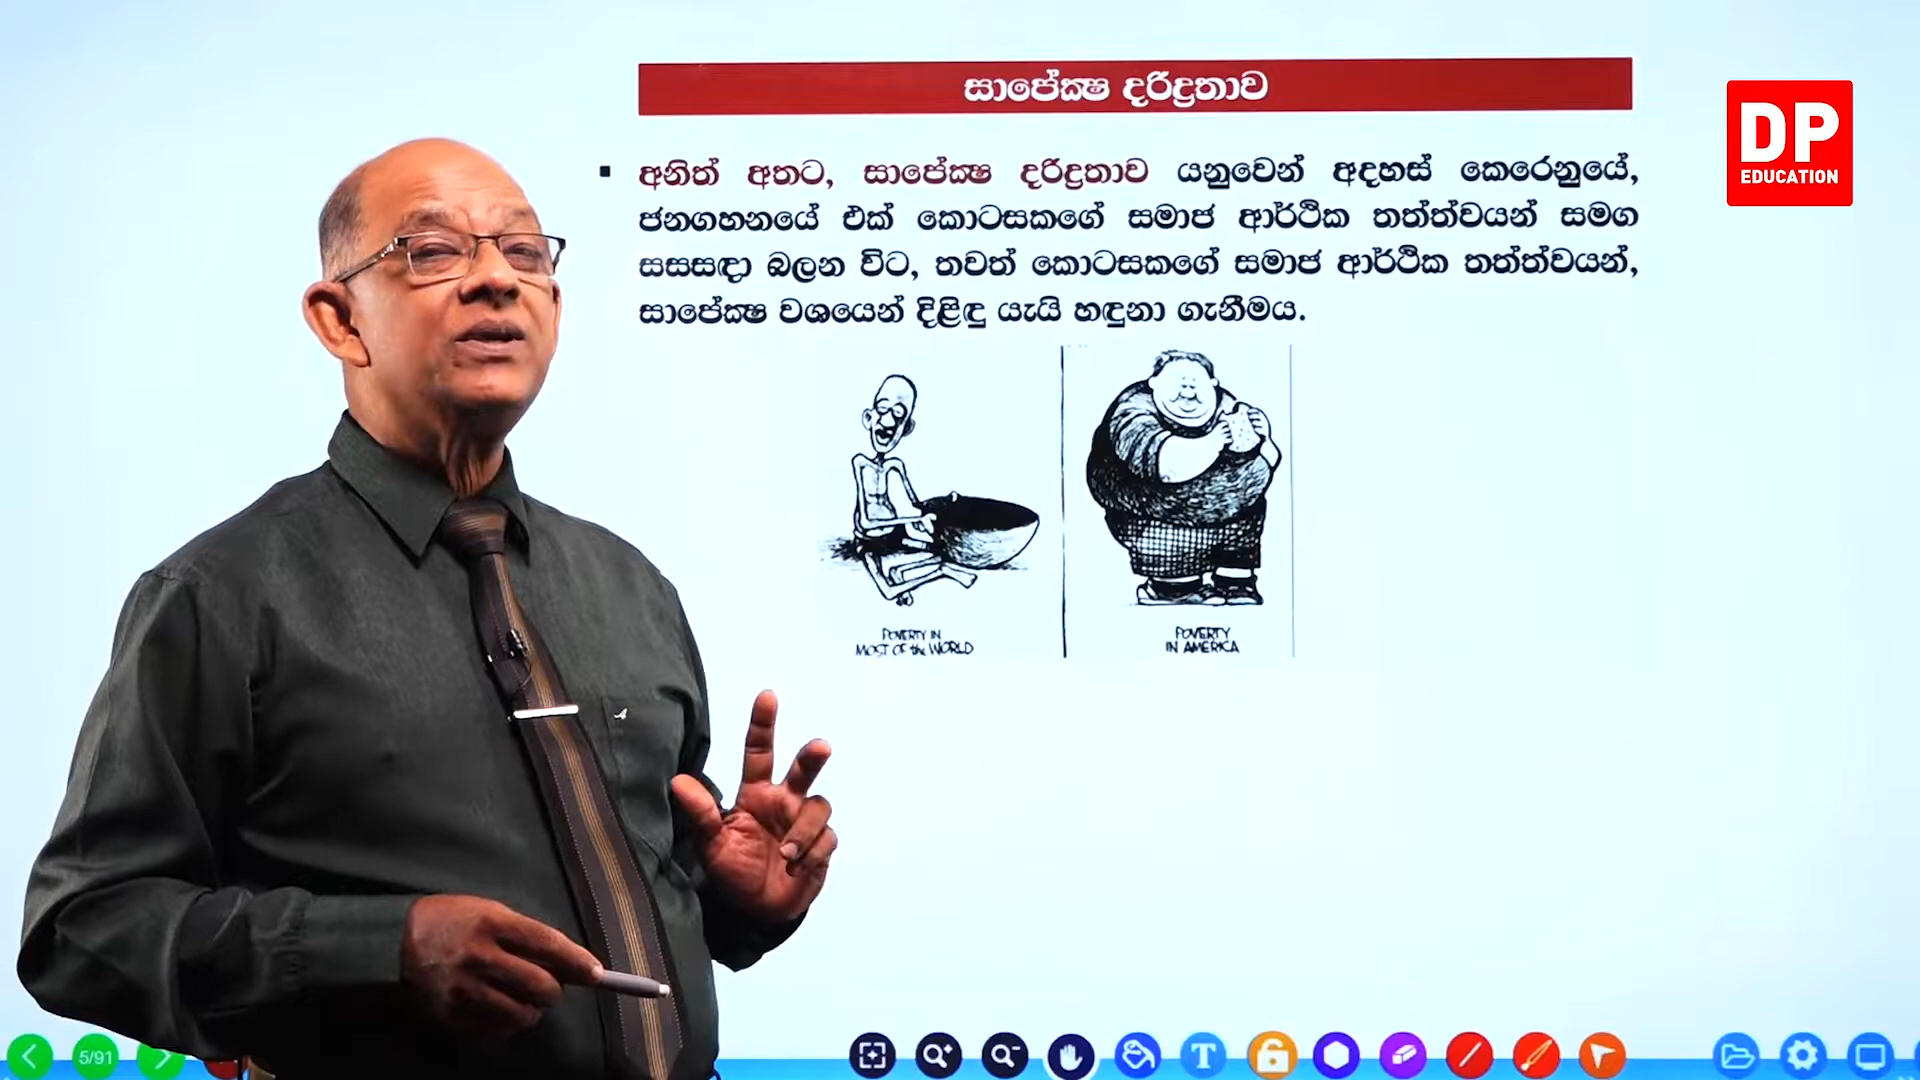 සාපේක්ෂ දරිද්‍රතාව
DP
EDUCATION
▪ අනිත් අතට, සාපේක්ෂ දරිද්‍රතාව යනුවෙන් අදහස් කෙරෙනුයේ,
ජනගහනයේ එක් කොටසකගේ සමාජ ආර්ථික තත්ත්වයන් සමග
සසසඳා බලන විට, තවත් කොටසකගේ සමාජ ආර්ථික තත්ත්වයන්,
සාපේක්ෂ වශයෙන් දිළිඳු යැයි හඳුනා ගැනීමය.
POVERTY IN
MOST OF the WORLD
POVERTY
IN AMERICA
5/91
T